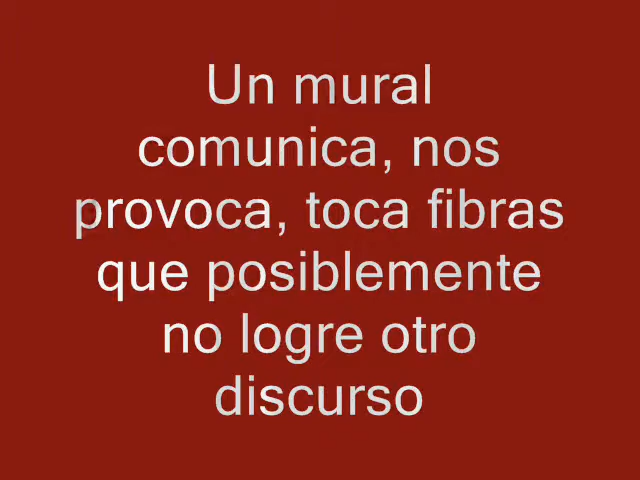 Un mural
comunica, nos
provoca, toca fibras
que posiblemente
no logre otro
discurso